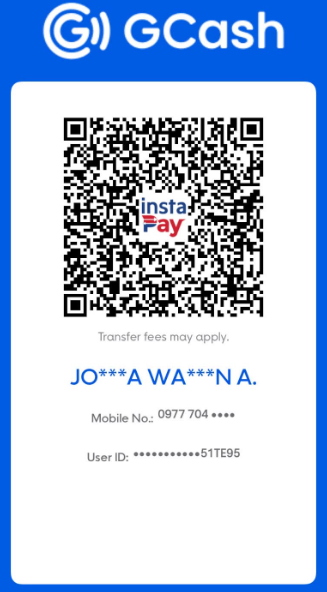 GCash
insta
Pay
Transfer fees may apply.
JO***A WA***N A.
Mobile No.: 0977 704 ••••
User ID: •••••••••••51TE95